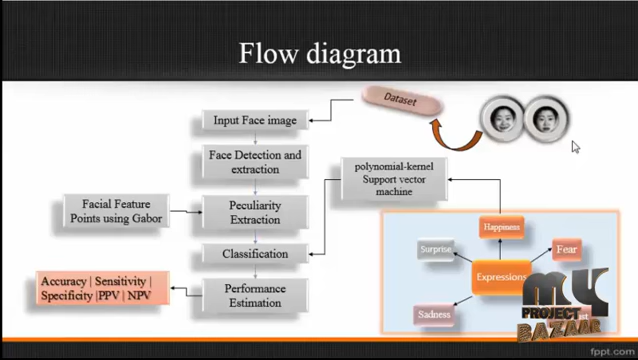 Flow diagram
Dataset
Input Face image
Face Detection and
extraction
polynomial-kernel
Support vector
machine
Facial Feature
Points using Gabor
Peculiarity
Extraction
Happiness
Surprise
Fear
Classification
Expressions
Accuracy | Sensitivity |
Specificity |PPV | NPV
Performance
Estimation
Sadness
MY
PROJECT
BAZAAR
fppt.com